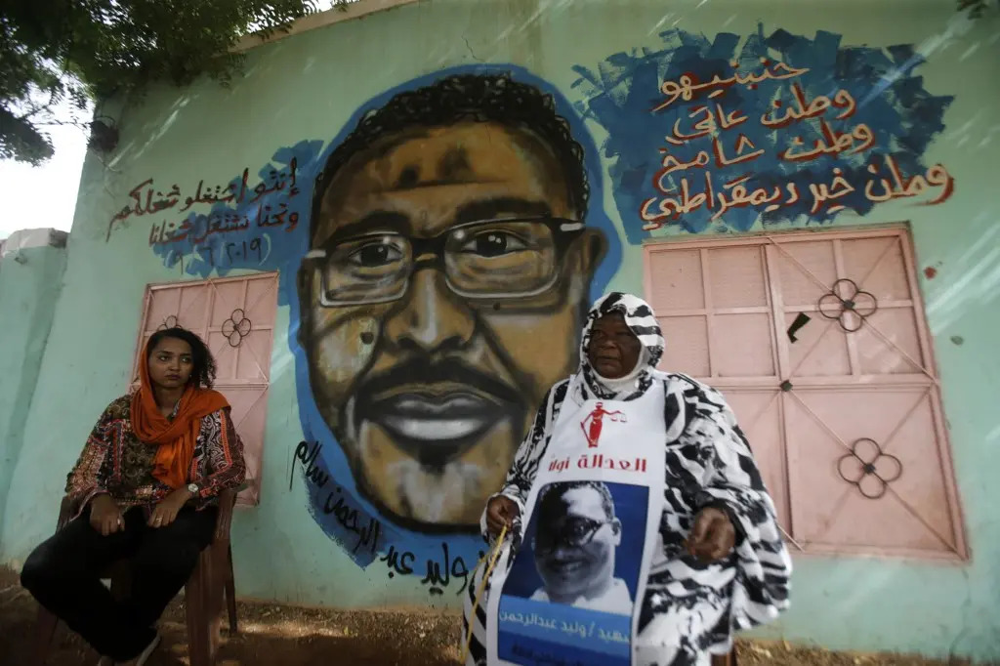 حنبنيهو
وطن عاتي
وطن شامخ
وطن خير ديمقراطي
إنتو اشتغلو شغلكم
ونحنا نشتغل شغلنا
2019
وليد عبد الرحمن سالم
العدالة أولا
شهيد / وليد عبدالرحمن